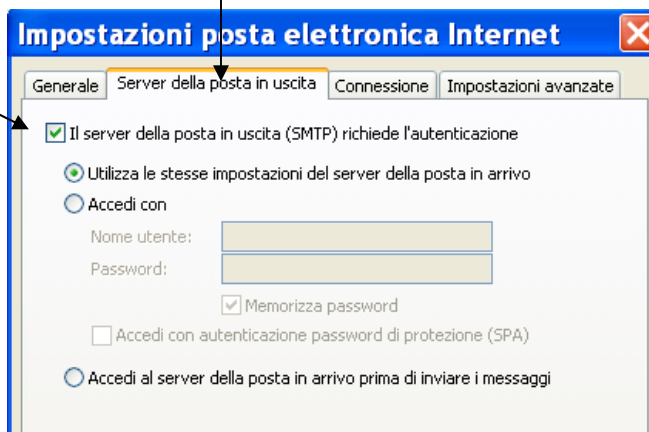 Impostazioni posta elettronica Internet
Generale Server della posta in uscita Connessione Impostazioni avanzate
Il server della posta in uscita (SMTP) richiede l'autenticazione
Utilizza le stesse impostazioni del server della posta in arrivo
Accedi con
Nome utente:
Password:
Memorizza password
Accedi con autenticazione password di protezione (SPA)
Accedi al server della posta in arrivo prima di inviare i messaggi